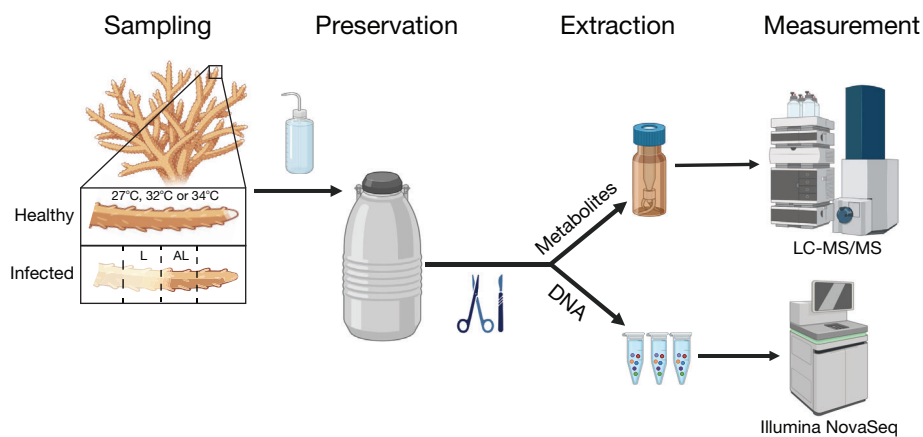 Sampling
Preservation
Extraction
Measurement
27°C, 32°C or 34°C
Healthy
L
AL
Infected
Metabolites
DNA
LC-MS/MS
Illumina NovaSeq